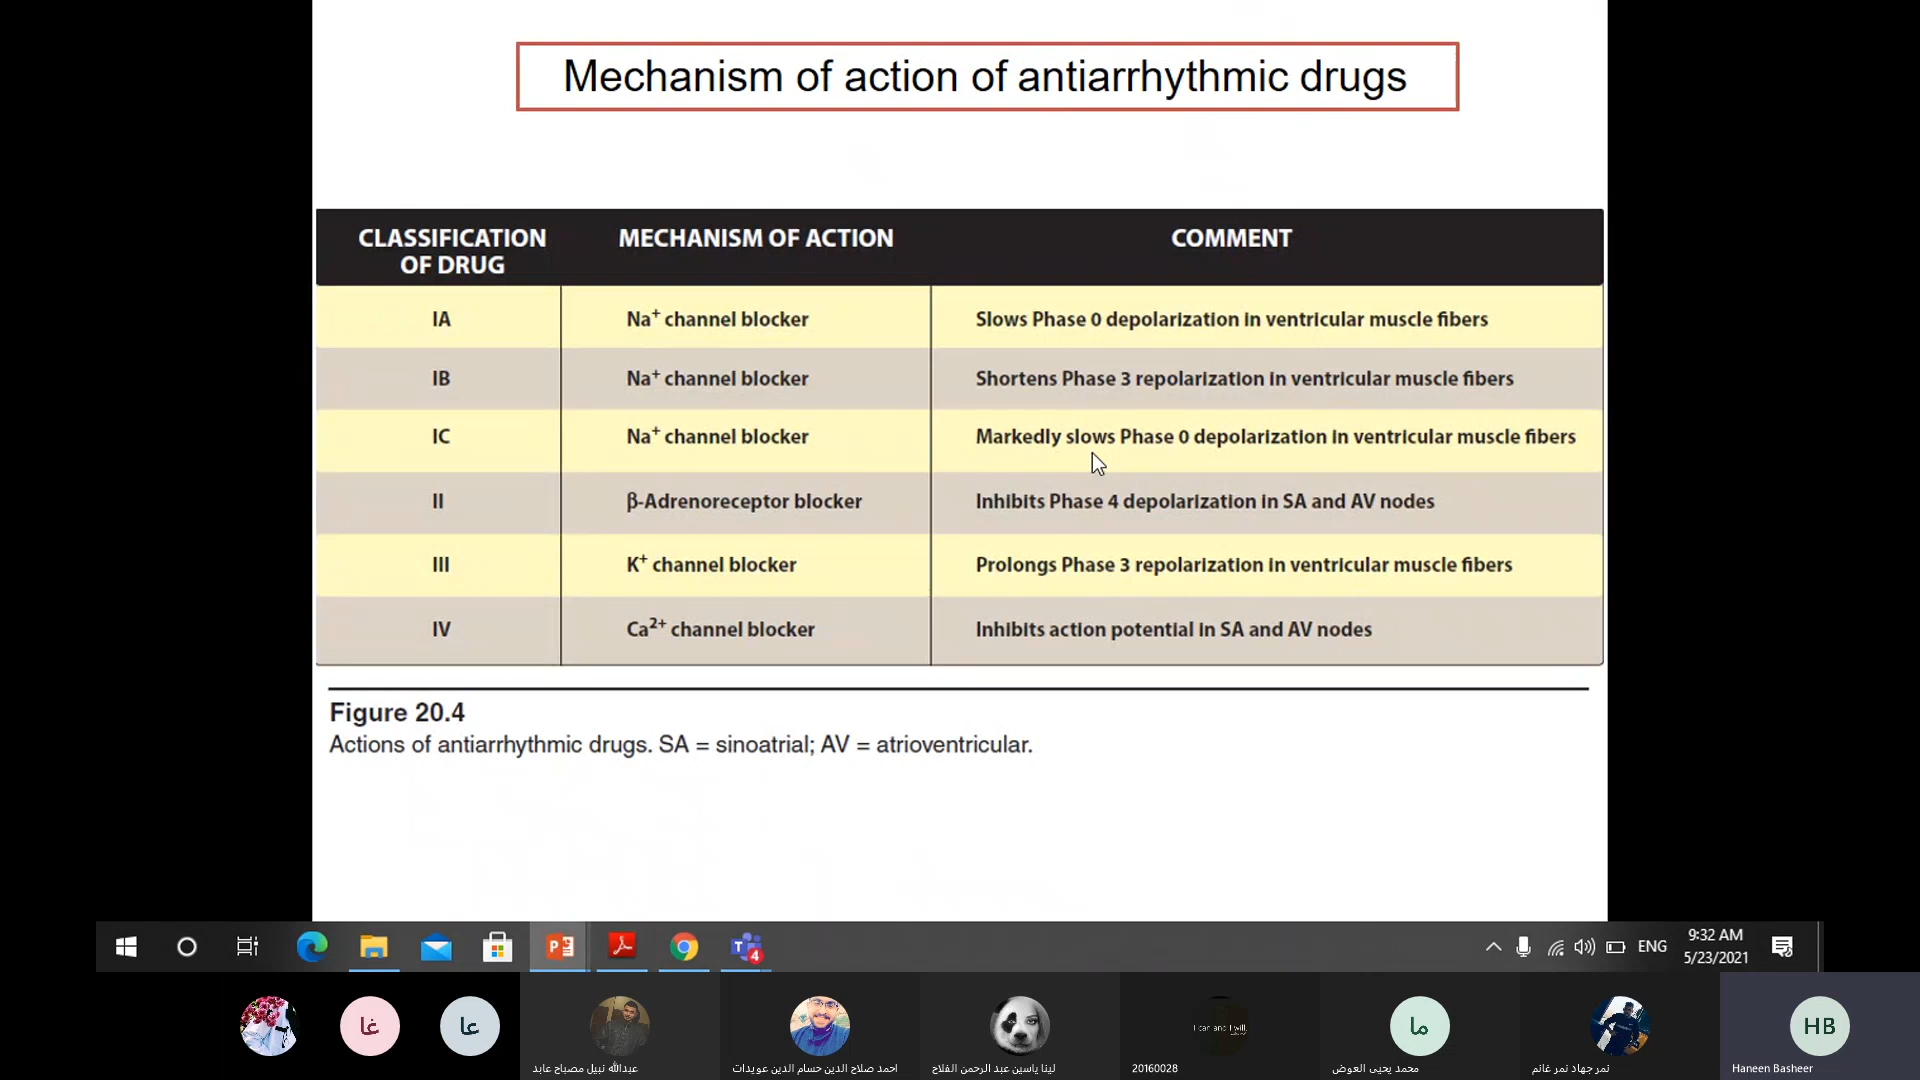 Mechanism of action of antiarrhythmic drugs
CLASSIFICATION OF DRUG MECHANISM OF ACTION COMMENT
IA Na⁺ channel blocker Slows Phase 0 depolarization in ventricular muscle fibers
IB Na⁺ channel blocker Shortens Phase 3 repolarization in ventricular muscle fibers
IC Na⁺ channel blocker Markedly slows Phase 0 depolarization in ventricular muscle fibers
II β-Adrenoreceptor blocker Inhibits Phase 4 depolarization in SA and AV nodes
III K⁺ channel blocker Prolongs Phase 3 repolarization in ventricular muscle fibers
IV Ca²⁺ channel blocker Inhibits action potential in SA and AV nodes
Figure 20.4
Actions of antiarrhythmic drugs. SA = sinoatrial; AV = atrioventricular.
4
ENG
9:32 AM
5/23/2021
غا
عا
I can and I will.
ما
HB
عبدالله نبيل مصباح عابد
احمد صلاح الدين حسام الدين عويدات
لينا ياسين عبد الرحمن الفلاح
20160028
محمد يحيى العوض
نمر جهاد نمر غانم
Haneen Basheer